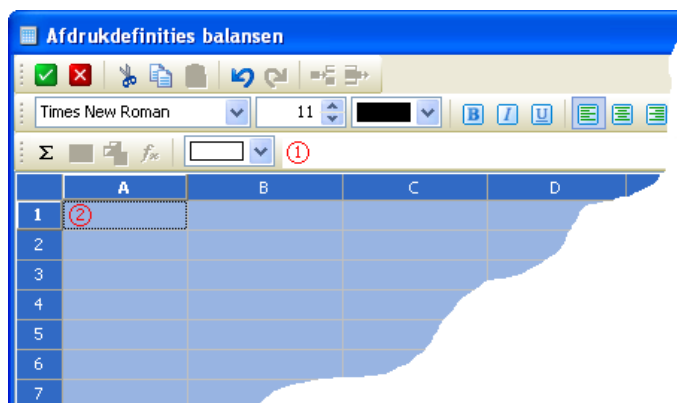 Afdrukdefinities balansen
Times New Roman 11 B I U
Σ fx ①
A B C D
1 ②
2
3
4
5
6
7